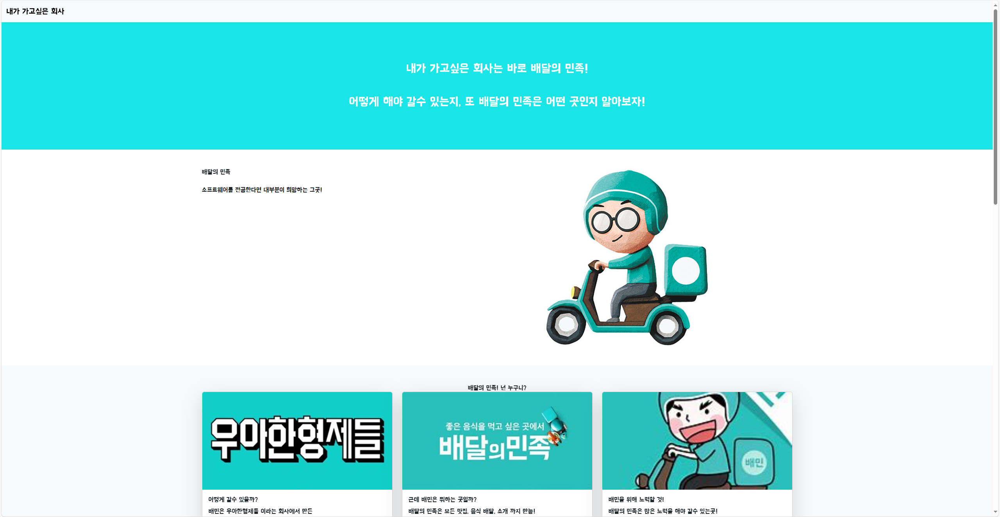 내가 가고싶은 회사
내가 가고싶은 회사는 바로 배달의 민족!
어떻게 해야 갈수 있는지, 또 배달의 민족은 어떤 곳인지 알아보자!
배달의 민족
소프트웨어를 전공한다면 대부분이 희망하는 그곳!
배달의 민족! 넌 누구니?
우아한형제들
좋은 음식을 먹고 싶은 곳에서
배달의민족
배민
어떻게 갈수 있을까?
배민은 우아한형제들 이라는 회사에서 만든
근데 배민은 뭐하는 곳일까?
배달의 민족은 모든 맛집, 음식 배달, 소개 까지 만능!
배민을 위해 노력할 것!
배달의 민족은 많은 노력을 해야 갈수 있는곳!